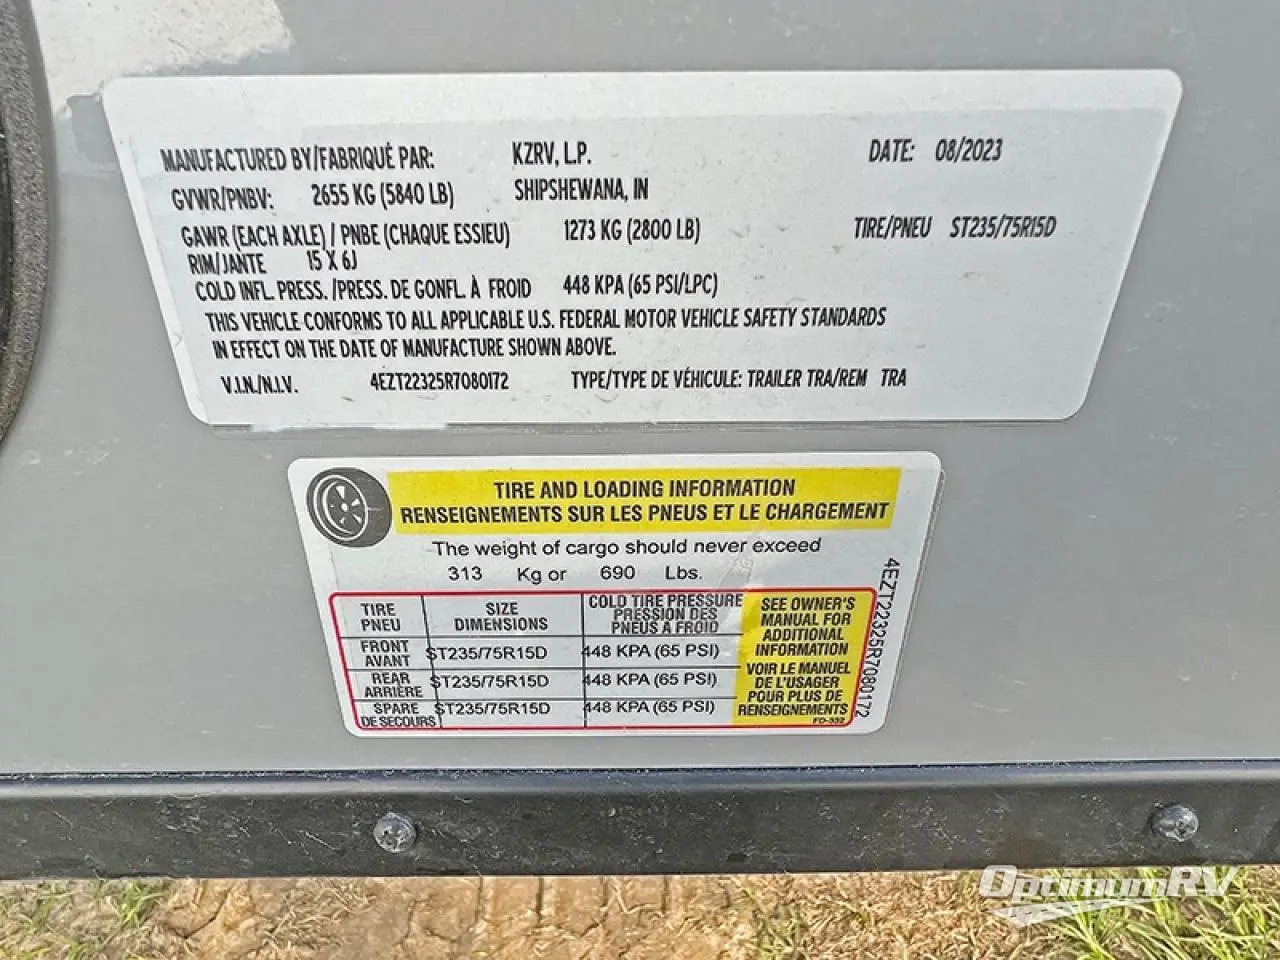 MANUFACTURED BY/FABRIQUÉ PAR: KZRV, L.P. DATE: 08/2023
GVWR/PNBV: 2655 KG (5840 LB) SHIPSHEWANA, IN
GAWR (EACH AXLE) / PNBE (CHAQUE ESSIEU) 1273 KG (2800 LB) TIRE/PNEU ST235/75R15D
RIM/JANTE 15 X 6J
COLD INFL. PRESS. /PRESS. DE GONFL. À FROID 448 KPA (65 PSI/LPC)
THIS VEHICLE CONFORMS TO ALL APPLICABLE U.S. FEDERAL MOTOR VEHICLE SAFETY STANDARDS
IN EFFECT ON THE DATE OF MANUFACTURE SHOWN ABOVE.
V.I.N./N.I.V. 4EZT22325R7080172 TYPE/TYPE DE VÉHICULE: TRAILER TRA/REM TRA
TIRE AND LOADING INFORMATION
RENSEIGNEMENTS SUR LES PNEUS ET LE CHARGEMENT
The weight of cargo should never exceed
313 Kg or 690 Lbs.
TIRE
PNEU
SIZE
DIMENSIONS
COLD TIRE PRESSURE
PRESSION DES
PNEUS À FROID
FRONT
AVANT
ST235/75R15D
448 KPA (65 PSI)
REAR
ARRIÈRE
ST235/75R15D
448 KPA (65 PSI)
SPARE
DE SECOURS
ST235/75R15D
448 KPA (65 PSI)
SEE OWNER'S
MANUAL FOR
ADDITIONAL
INFORMATION
VOIR LE MANUEL
DE L'USAGER
POUR PLUS DE
RENSEIGNEMENTS
FD-332
4EZT22325R7080172
OptimumRV